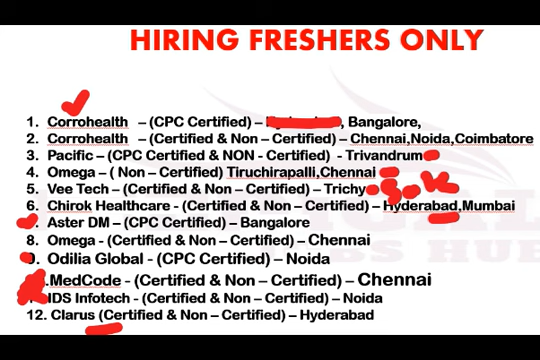 HIRING FRESHERS ONLY
1. Corrohealth – (CPC Certified) – , Bangalore,
2. Corrohealth – (Certified & Non – Certified) – Chennai,Noida,Coimbatore
3. Pacific – (CPC Certified & NON - Certified) - Trivandrum
4. Omega – ( Non – Certified) Tiruchirapalli,Chennai
5. Vee Tech – (Certified & Non – Certified) – Trichy
6. Chirok Healthcare - (Certified & Non – Certified) – Hyderabad,Mumbai
7. Aster DM – (CPC Certified) – Bangalore
8. Omega - (Certified & Non – Certified) – Chennai
9. Odilia Global - (CPC Certified) – Noida
MedCode - (Certified & Non – Certified) – Chennai
IDS Infotech - (Certified & Non – Certified) – Noida
12. Clarus (Certified & Non – Certified) – Hyderabad